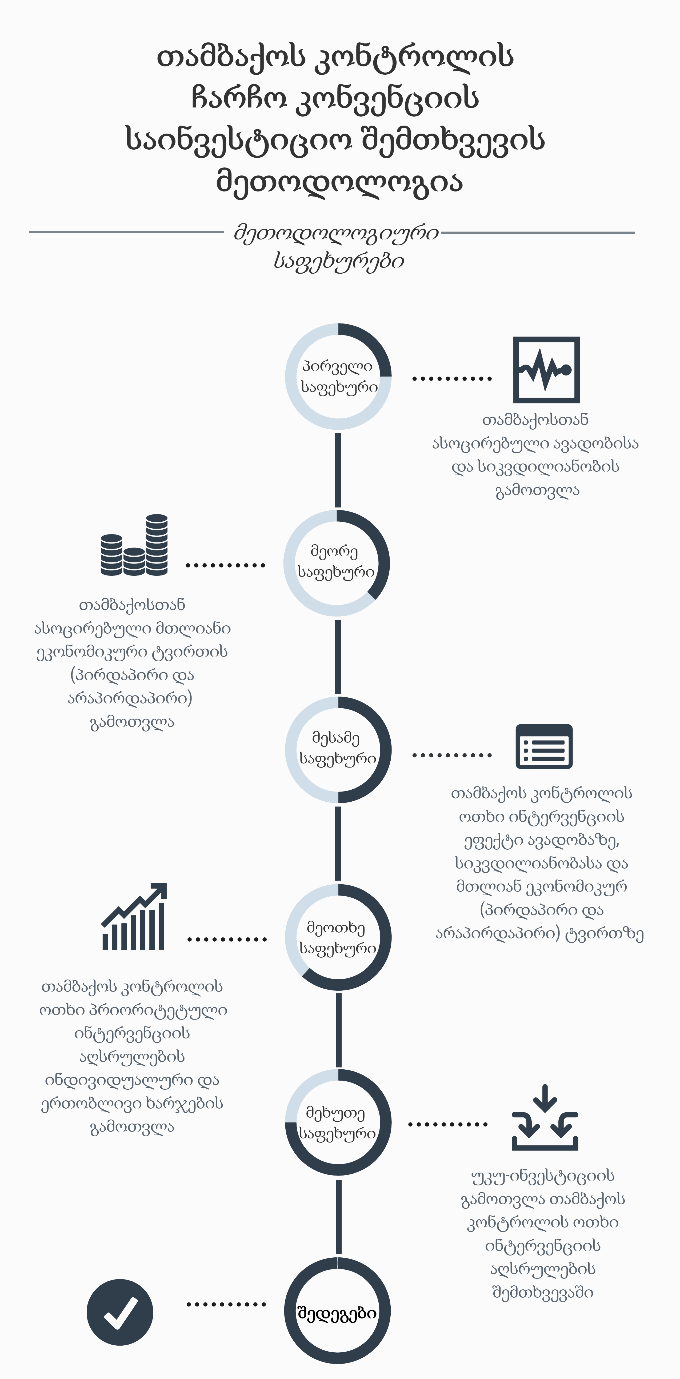 თამბაქოს კონტროლის
ჩარჩო კონვენციის
საინვესტიციო შემთხვევის
მეთოდოლოგია
მეთოდოლოგიური
საფეხურები
პირველი
საფეხური
თამბაქოსთან
ასოცირებული ავადობისა
და სიკვდილიანობის
გამოთვლა
მეორე
საფეხური
თამბაქოსთან
ასოცირებული მთლიანი
ეკონომიკური ტვირთის
(პირდაპირი და
არაპირდაპირი)
გამოთვლა
მესამე
საფეხური
თამბაქოს კონტროლის
ოთხი ინტერვენციის
ეფექტი ავადობაზე,
სიკვდილიანობასა და
მთლიან ეკონომიკურ
(პირდაპირი და
არაპირდაპირი) ტვირთზე
მეოთხე
საფეხური
თამბაქოს კონტროლის
ოთხი პრიორიტეტული
ინტერვენციის
აღსრულების
ინდივიდუალური და
ერთობლივი ხარჯების
გამოთვლა
მეხუთე
საფეხური
უკუ-ინვესტიციის
გამოთვლა თამბაქოს
კონტროლის ოთხი
ინტერვენციის
აღსრულების
შემთხვევაში
შედეგები